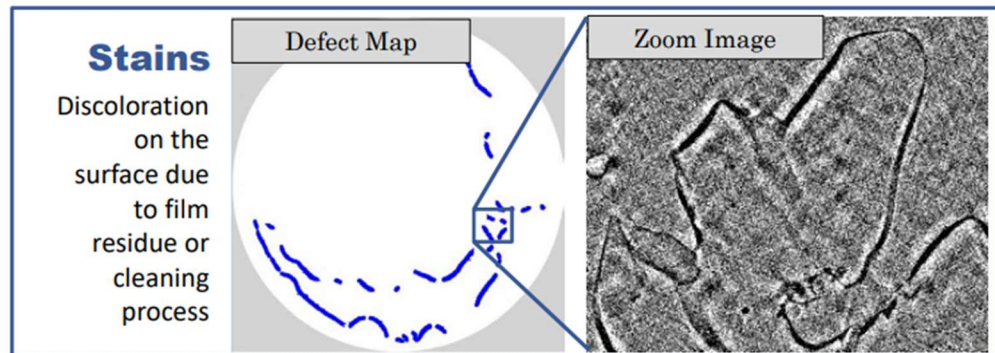 Stains
Discoloration
on the
surface due
to film
residue or
cleaning
process
Defect Map
Zoom Image